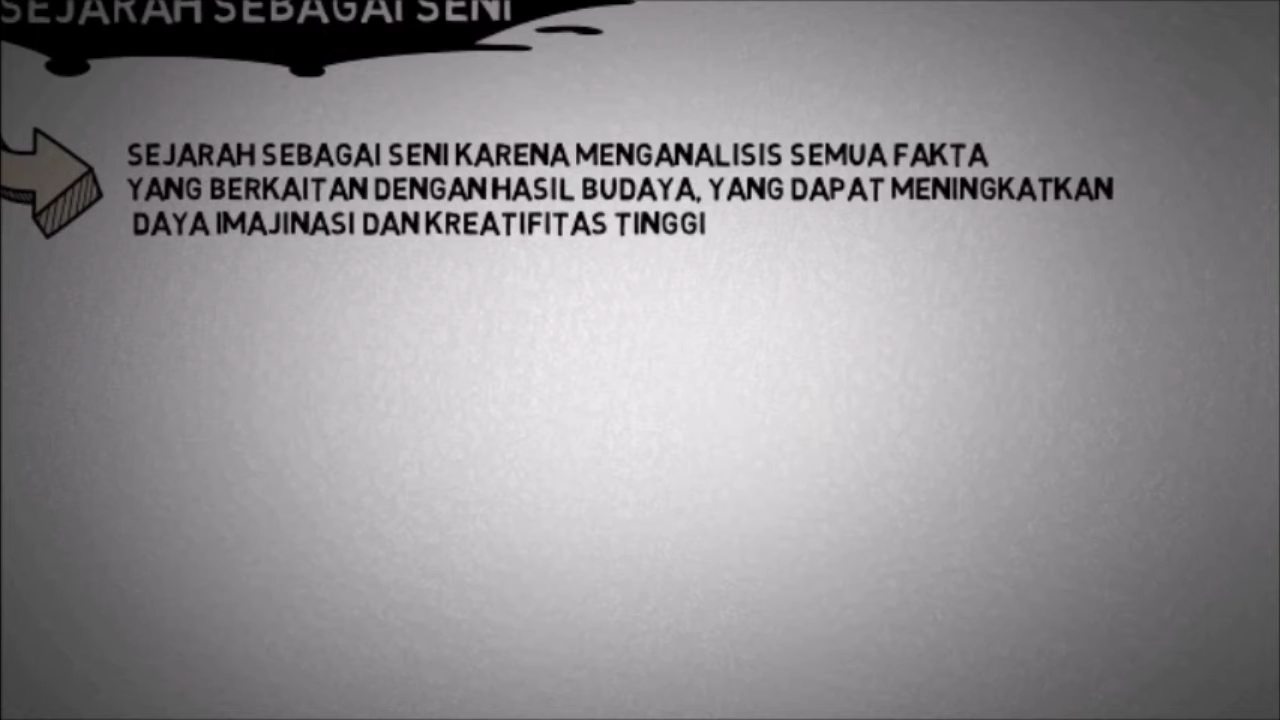 SEJARAH SEBAGAI SENI
SEJARAH SEBAGAI SENI KARENA MENGANALISIS SEMUA FAKTA
YANG BERKAITAN DENGAN HASIL BUDAYA, YANG DAPAT MENINGKATKAN
DAYA IMAJINASI DAN KREATIFITAS TINGGI